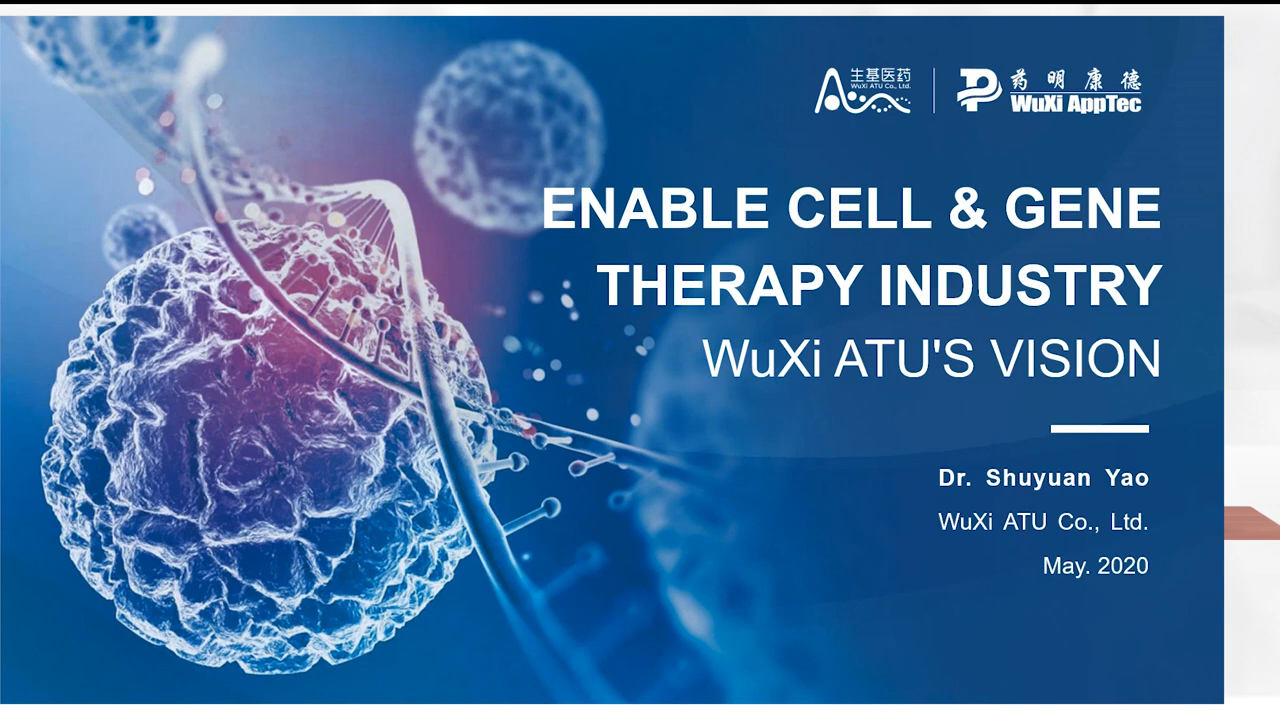 生基医药
WuXi ATU Co., Ltd.
药明康德
WuXi AppTec
ENABLE CELL & GENE
THERAPY INDUSTRY
WuXi ATU'S VISION
Dr. Shuyuan Yao
WuXi ATU Co., Ltd.
May. 2020